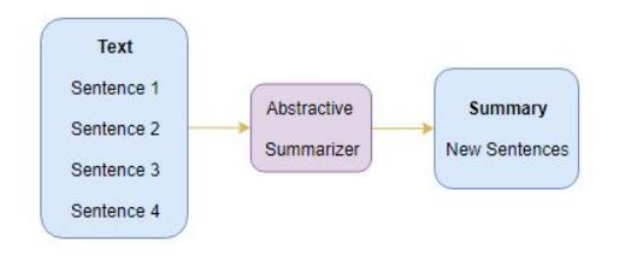 Text
Sentence 1
Sentence 2
Sentence 3
Sentence 4
Abstractive
Summarizer
Summary
New Sentences